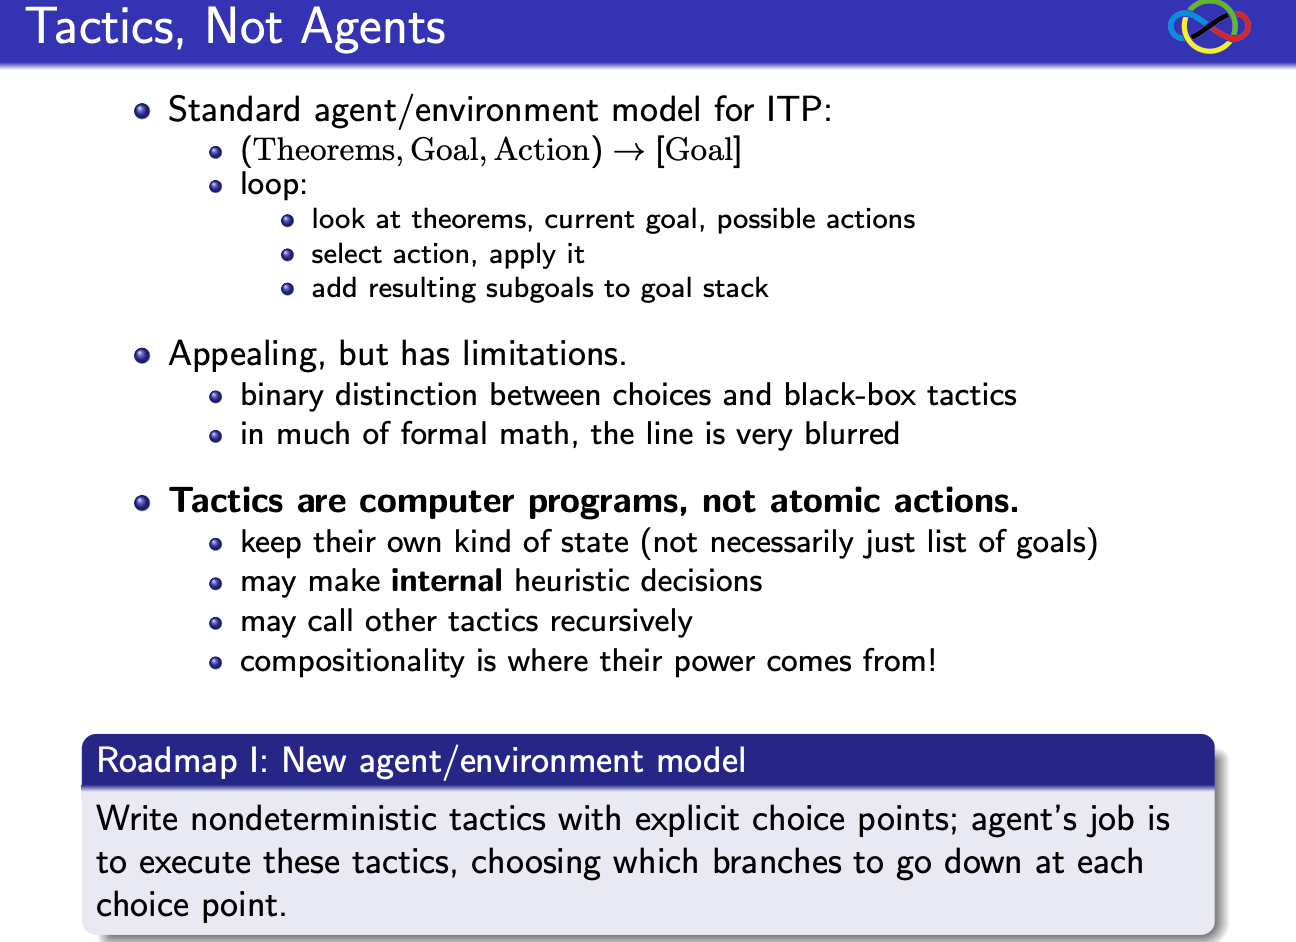 Tactics, Not Agents
Standard agent/environment model for ITP:
(Theorems, Goal, Action) → [Goal]
loop:
look at theorems, current goal, possible actions
select action, apply it
add resulting subgoals to goal stack
Appealing, but has limitations.
binary distinction between choices and black-box tactics
in much of formal math, the line is very blurred
Tactics are computer programs, not atomic actions.
keep their own kind of state (not necessarily just list of goals)
may make internal heuristic decisions
may call other tactics recursively
compositionality is where their power comes from!
Roadmap I: New agent/environment model
Write nondeterministic tactics with explicit choice points; agent's job is
to execute these tactics, choosing which branches to go down at each
choice point.